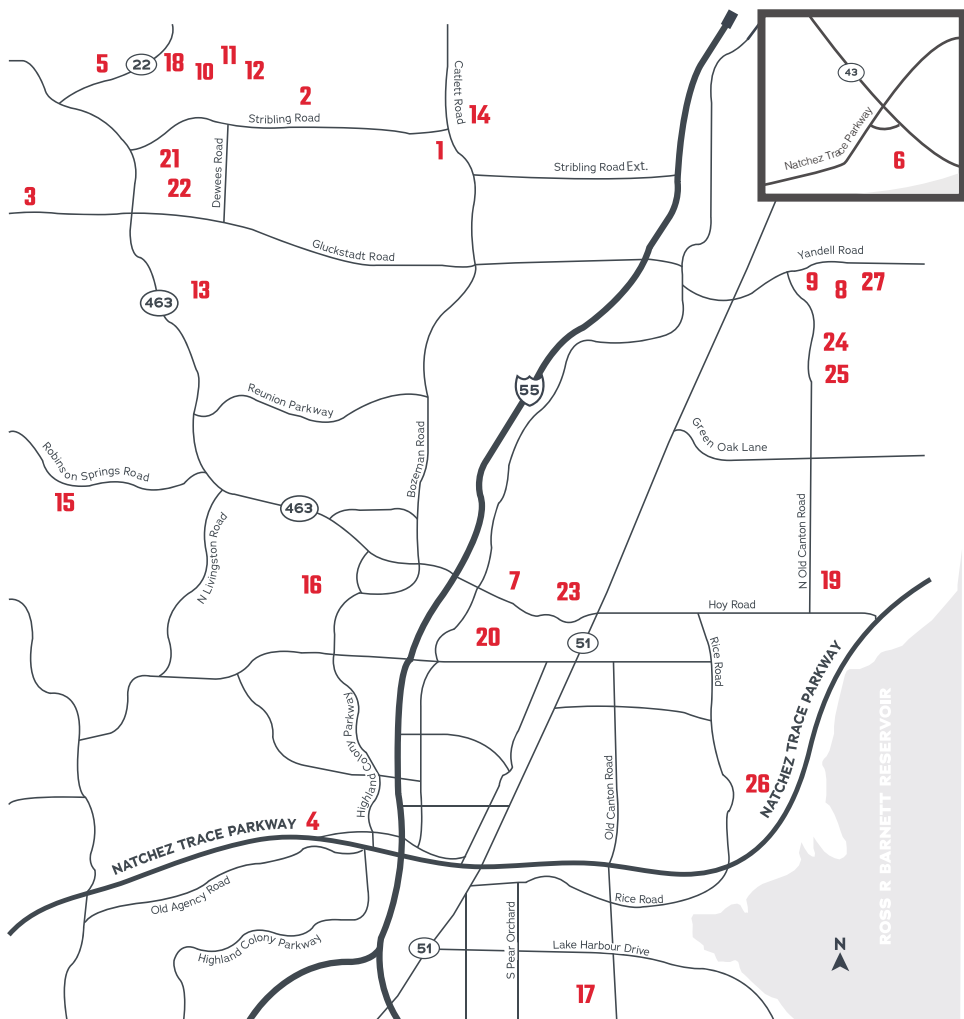 5
22
18
10
11
12
2
Catlett Road
14
43
Natchez Trace Parkway
6
Stribling Road
1
21
22
Dewees Road
Stribling Road Ext.
3
Gluckstadt Road
Yandell Road
463
13
9
8
27
24
25
55
Reunion Parkway
Bozeman Road
Green Oak Lane
Robinson Springs Road
15
463
N Livingston Road
N Old Canton Road
16
7
23
19
Hoy Road
20
51
Rice Road
NATCHEZ TRACE PARKWAY
ROSS R BARNETT RESERVOIR
Highland Colony Parkway
Old Canton Road
26
4
NATCHEZ TRACE PARKWAY
Old Agency Road
Rice Road
Highland Colony Parkway
51
S Pear Orchard
Lake Harbour Drive
N
17